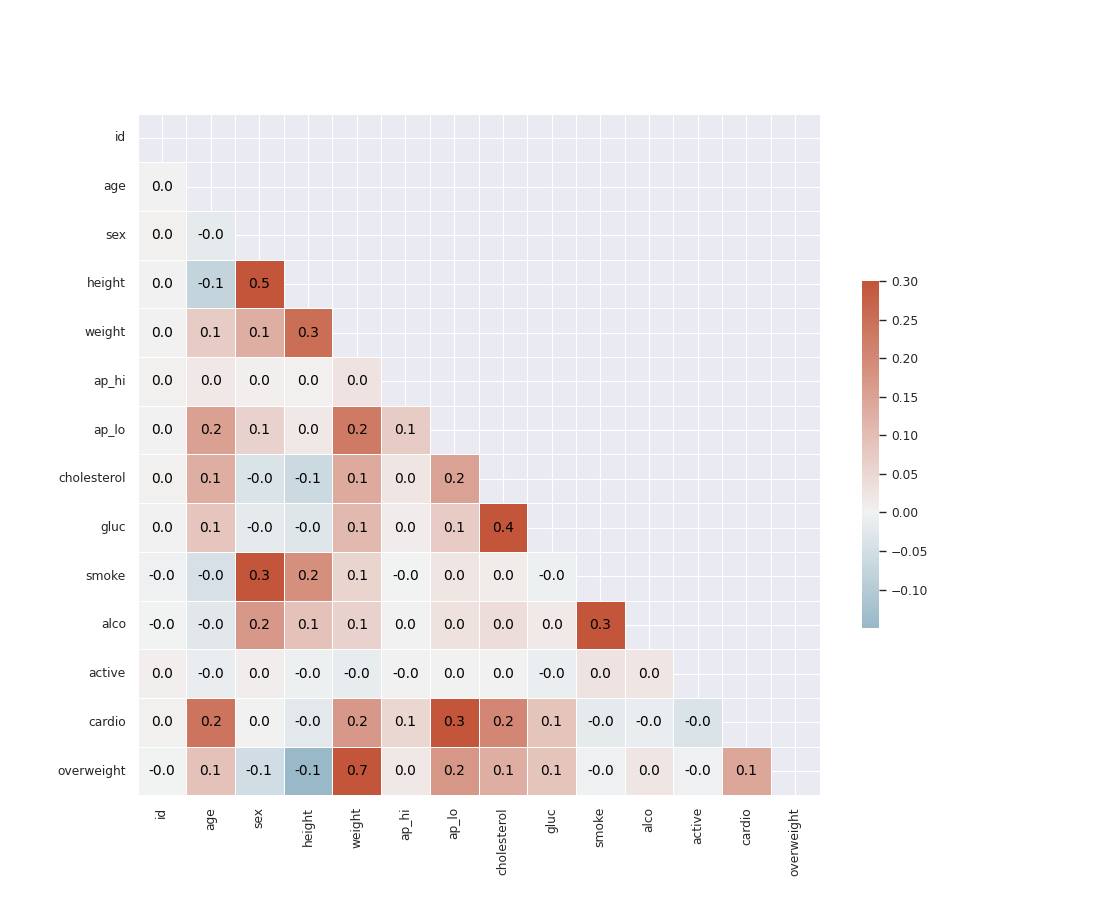 id
age 0.0
sex 0.0 -0.0
height 0.0 -0.1 0.5
weight 0.0 0.1 0.1 0.3
ap_hi 0.0 0.0 0.0 0.0 0.0
ap_lo 0.0 0.2 0.1 0.0 0.2 0.1
cholesterol 0.0 0.1 -0.0 -0.1 0.1 0.0 0.2
gluc 0.0 0.1 -0.0 -0.0 0.1 0.0 0.1 0.4
smoke -0.0 -0.0 0.3 0.2 0.1 -0.0 0.0 0.0 -0.0
alco -0.0 -0.0 0.2 0.1 0.1 0.0 0.0 0.0 0.0 0.3
active 0.0 -0.0 0.0 -0.0 -0.0 -0.0 0.0 0.0 -0.0 0.0 0.0
cardio 0.0 0.2 0.0 -0.0 0.2 0.1 0.3 0.2 0.1 -0.0 -0.0 -0.0
overweight -0.0 0.1 -0.1 -0.1 0.7 0.0 0.2 0.1 0.1 -0.0 0.0 -0.0 0.1
id age sex height weight ap_hi ap_lo cholesterol gluc smoke alco active cardio overweight
0.30
0.25
0.20
0.15
0.10
0.05
0.00
−0.05
−0.10